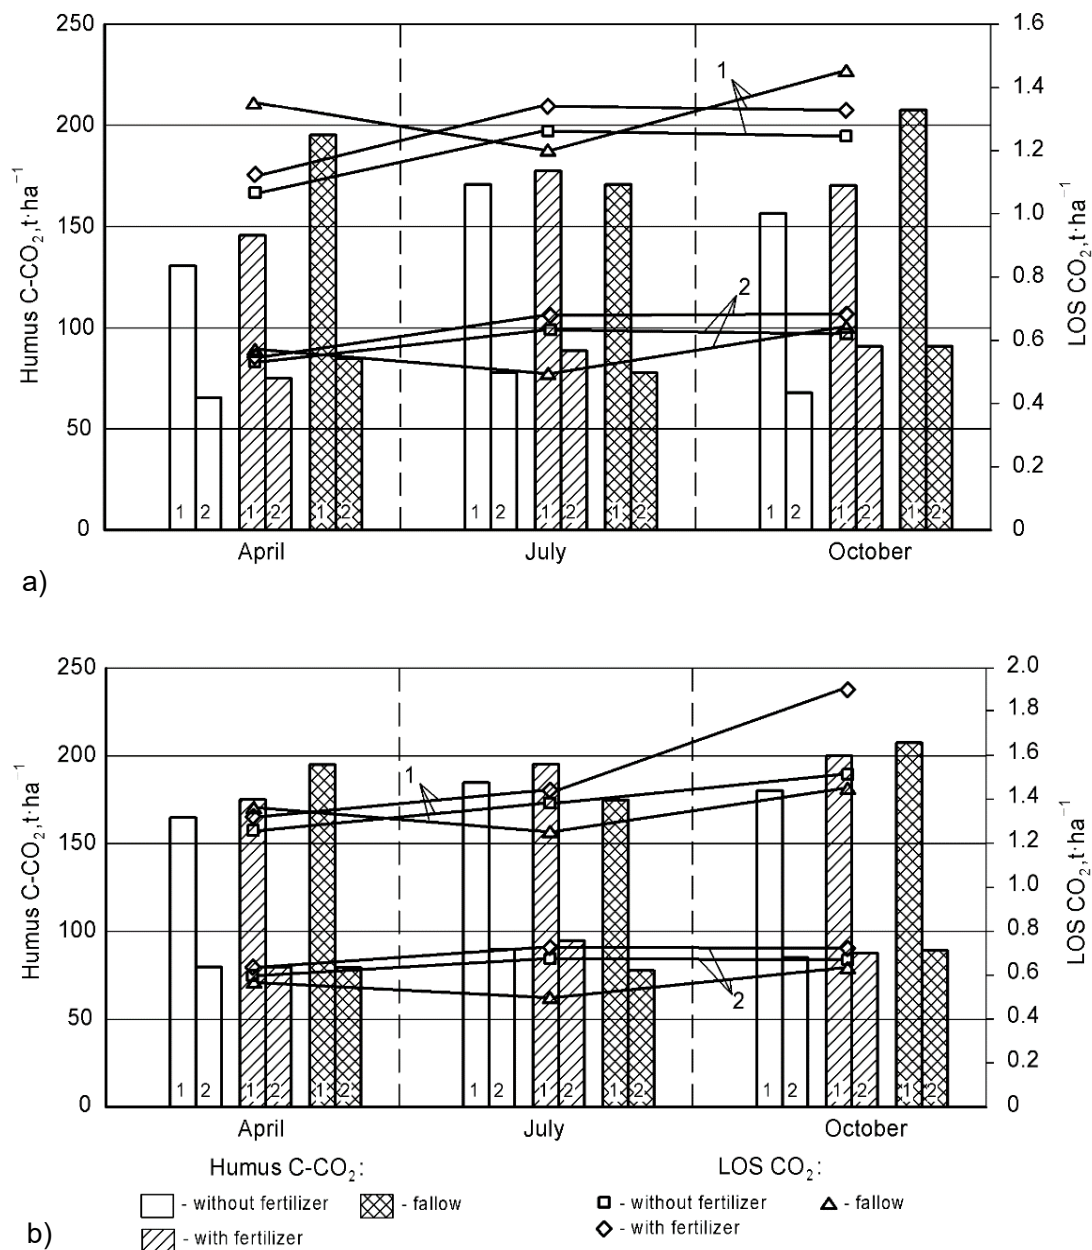 a)
250
200
150
100
50
0
Humus C-CO₂,t·ha⁻¹
1.6
1.4
1.2
1.0
0.8
0.6
0.4
0.2
0
LOS CO₂,t·ha⁻¹
1
2
1 2 1 2 1 2
1 2 1 2 1 2
1 2 1 2 1 2
April July October
250
200
150
100
50
0
Humus C-CO₂,t·ha⁻¹
2.0
1.8
1.6
1.4
1.2
1.0
0.8
0.6
0.4
0.2
0
LOS CO₂,t·ha⁻¹
1
2
1 2 1 2 1 2
1 2 1 2 1 2
1 2 1 2 1 2
April July October
Humus C-CO₂:
- without fertilizer
- fallow
- with fertilizer
LOS CO₂:
- without fertilizer
- fallow
- with fertilizer
b)